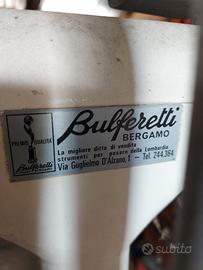 PREMIO QUALITÀ
Bulferetti
Bulferetti
BERGAMO
La migliore ditta di vendita
strumenti per pesare della Lombardia
Via Guglielmo D'Alzano, 1 - Tel. 244.364
subito